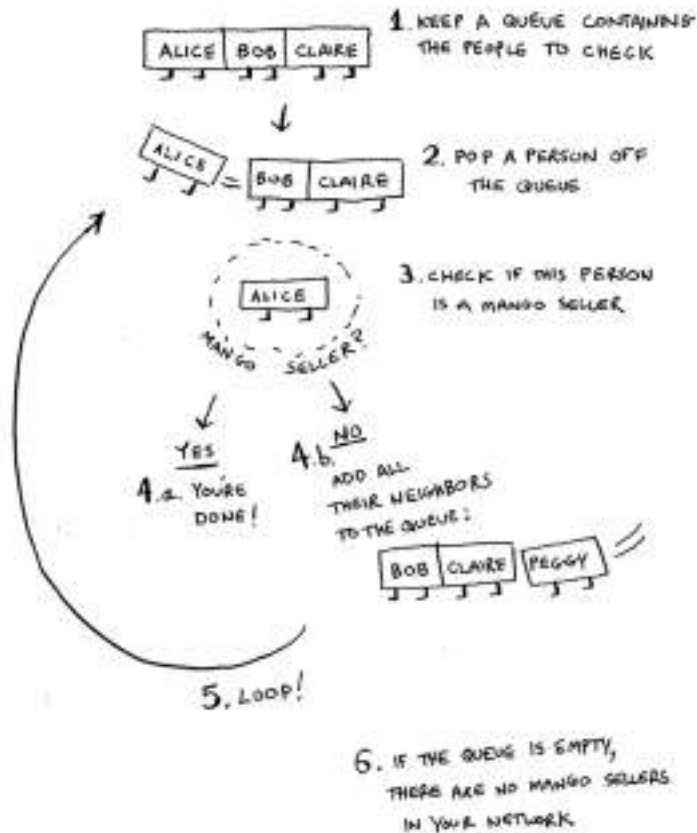 1. KEEP A QUEUE CONTAINING
THE PEOPLE TO CHECK
ALICE BOB CLAIRE
2. POP A PERSON OFF
THE QUEUE
ALICE BOB CLAIRE
3. CHECK IF THIS PERSON
IS A MANGO SELLER
ALICE
MANGO SELLER?
YES
4.a. YOU'RE
DONE!
NO
4.b. ADD ALL
THEIR NEIGHBORS
TO THE QUEUE:
BOB CLAIRE PEGGY
5. LOOP!
6. IF THE QUEUE IS EMPTY,
THERE ARE NO MANGO SELLERS
IN YOUR NETWORK